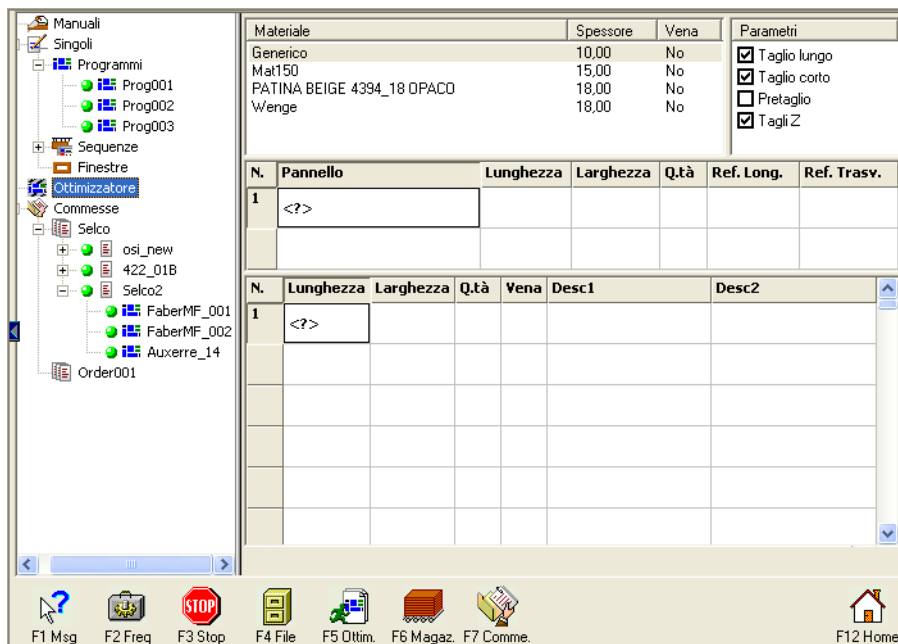 Manuali
Singoli
Programmi
Prog001
Prog002
Prog003
Sequenze
Finestre
Ottimizzatore
Commesse
Selco
osi_new
422_01B
Selco2
FaberMF_001
FaberMF_002
Auxerre_14
Order001
Materiale Spessore Vena
Generico 10,00 No
Mat150 15,00 No
PATINA BEIGE 4394_18 OPACO 18,00 No
Wenge 18,00 No
Parametri
Taglio lungo
Taglio corto
Pretaglio
Tagli Z
N. Pannello Lunghezza Larghezza Q.tà Ref. Long. Ref. Trasv.
1 <?>
N. Lunghezza Larghezza Q.tà Vena Desc1 Desc2
1 <?>
STOP
F1 Msg F2 Freq F3 Stop F4 File F5 Ottim. F6 Magaz. F7 Comme. F12 Home